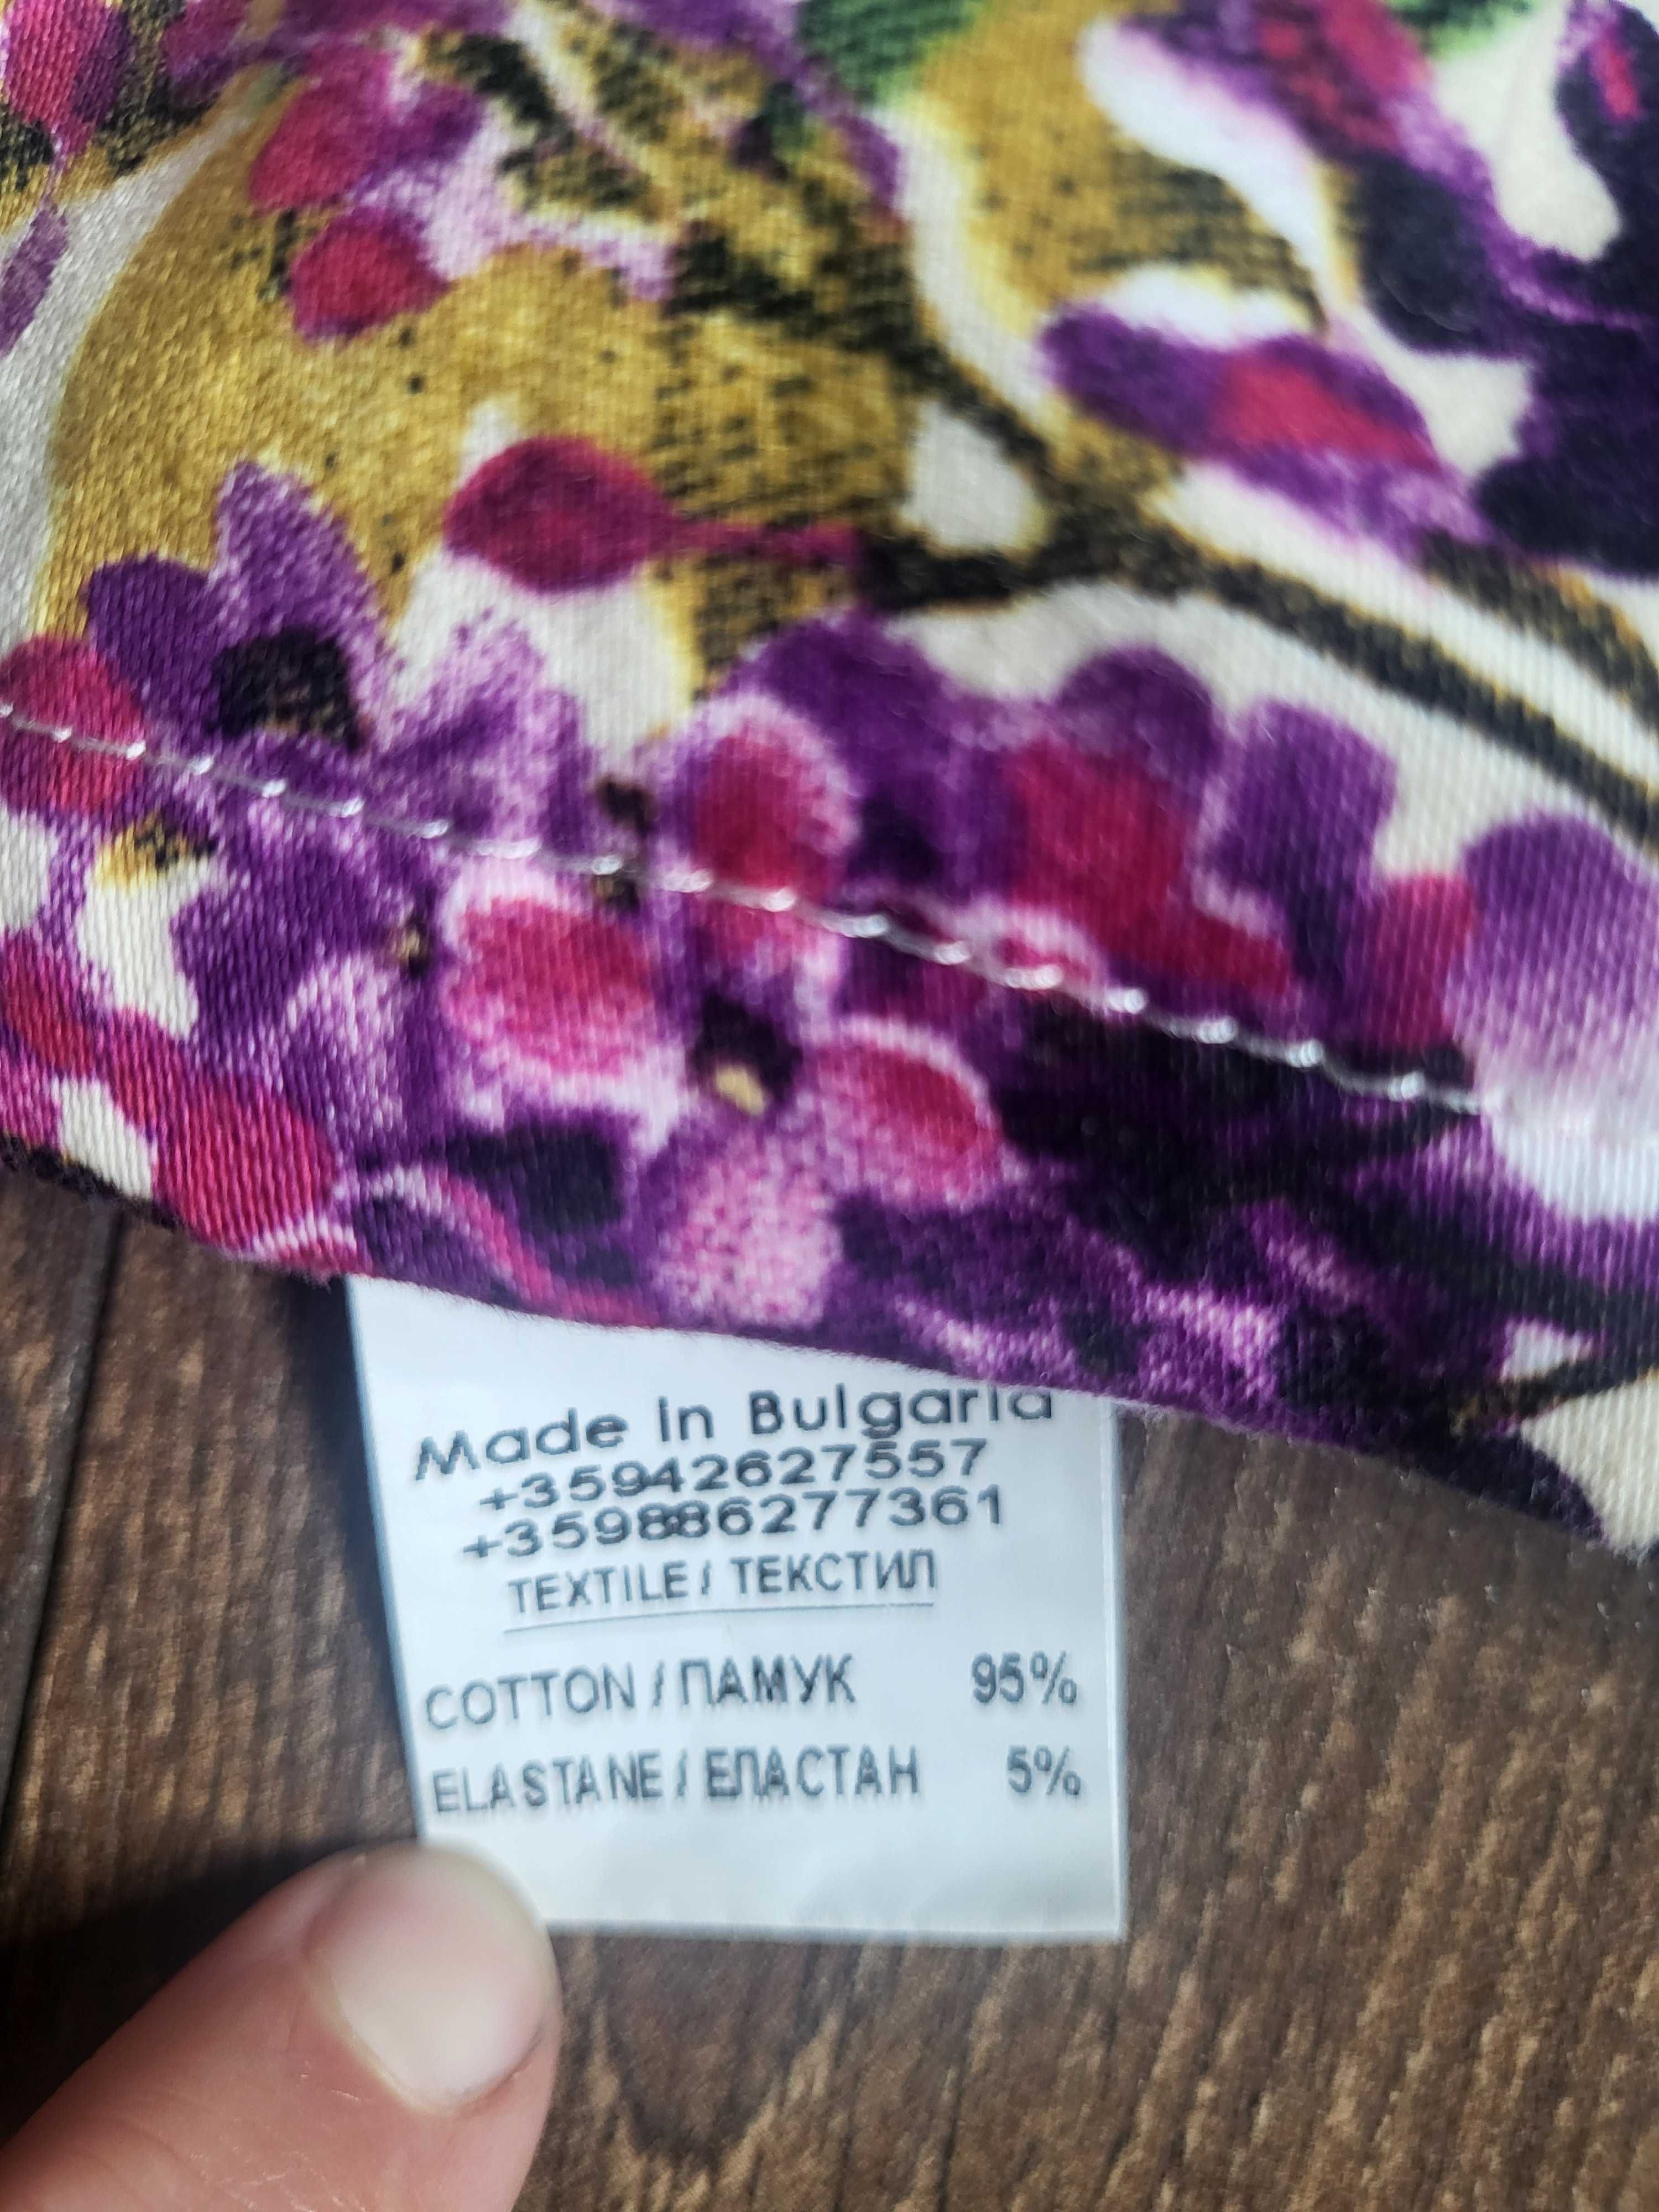 Made in Bulgaria
+35942627557
+359886277361
TEXTILE / ТЕКСТИЛ
COTTON / ПАМУК 95%
ELASTANE / ЕЛАСТАН 5%